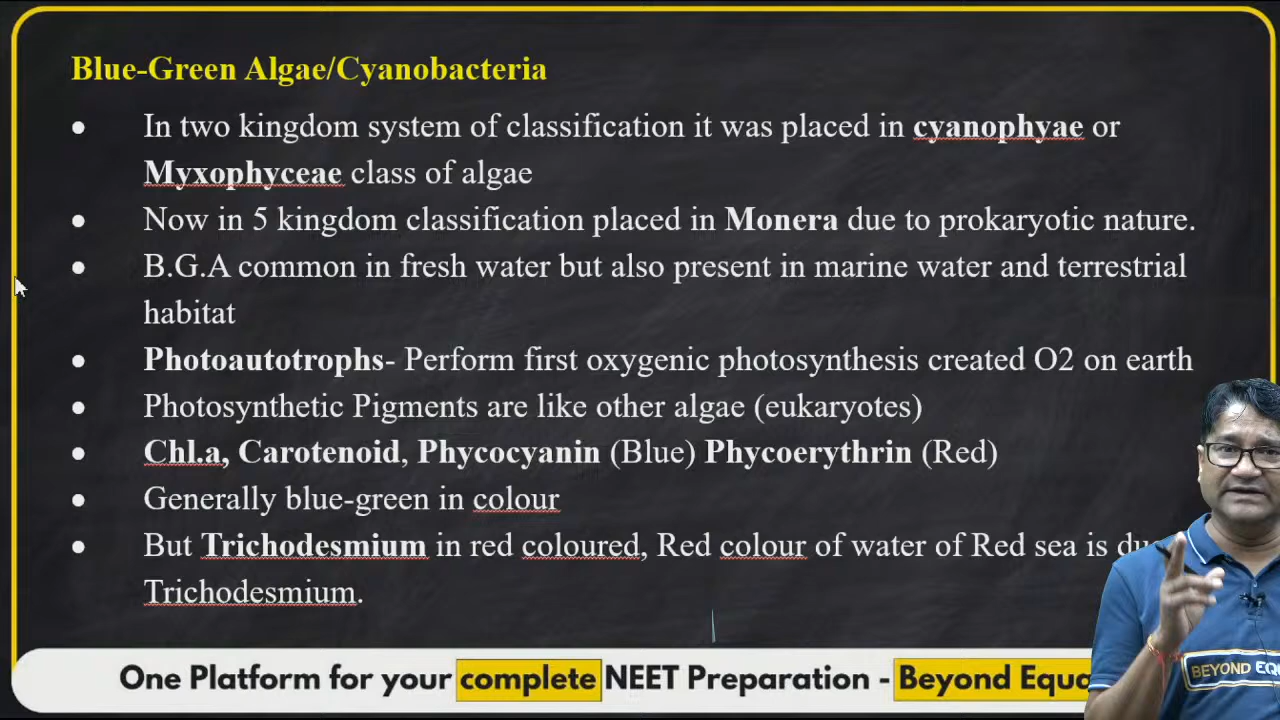 Blue-Green Algae/Cyanobacteria
● In two kingdom system of classification it was placed in cyanophyae or
Myxophyceae class of algae
● Now in 5 kingdom classification placed in Monera due to prokaryotic nature.
● B.G.A common in fresh water but also present in marine water and terrestrial
habitat
● Photoautotrophs- Perform first oxygenic photosynthesis created O2 on earth
● Photosynthetic Pigments are like other algae (eukaryotes)
● Chl.a, Carotenoid, Phycocyanin (Blue) Phycoerythrin (Red)
● Generally blue-green in colour
● But Trichodesmium in red coloured, Red colour of water of Red sea is due
Trichodesmium.
One Platform for your complete NEET Preparation - Beyond Equa
BEYOND EQU